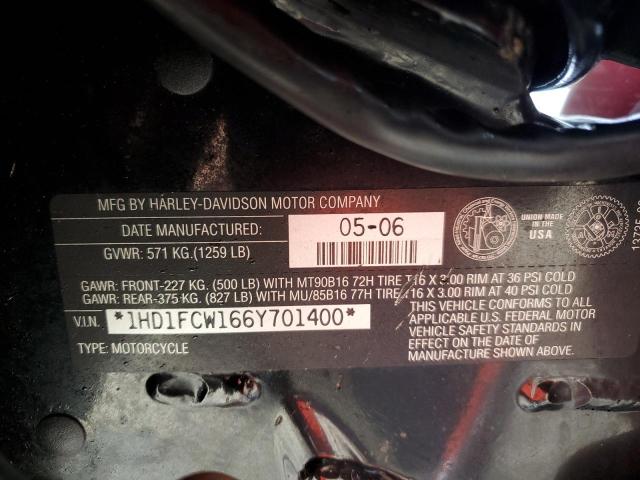 MFG BY HARLEY-DAVIDSON MOTOR COMPANY
DATE MANUFACTURED: 05-06
GVWR: 571 KG.(1259 LB)
UNION MADE
IN THE
USA
GAWR: FRONT-227 KG. (500 LB) WITH MT90B16 72H TIRE T16 X 3.00 RIM AT 36 PSI COLD
GAWR: REAR-375 KG. (827 LB) WITH MU/85B16 77H TIRE T16 X 3.00 RIM AT 40 PSI COLD
V.I.N. *1HD1FCW166Y701400*
TYPE: MOTORCYCLE
THIS VEHICLE CONFORMS TO ALL
APPLICABLE U.S. FEDERAL MOTOR
VEHICLE SAFETY STANDARDS IN
EFFECT ON THE DATE OF
MANUFACTURE SHOWN ABOVE.